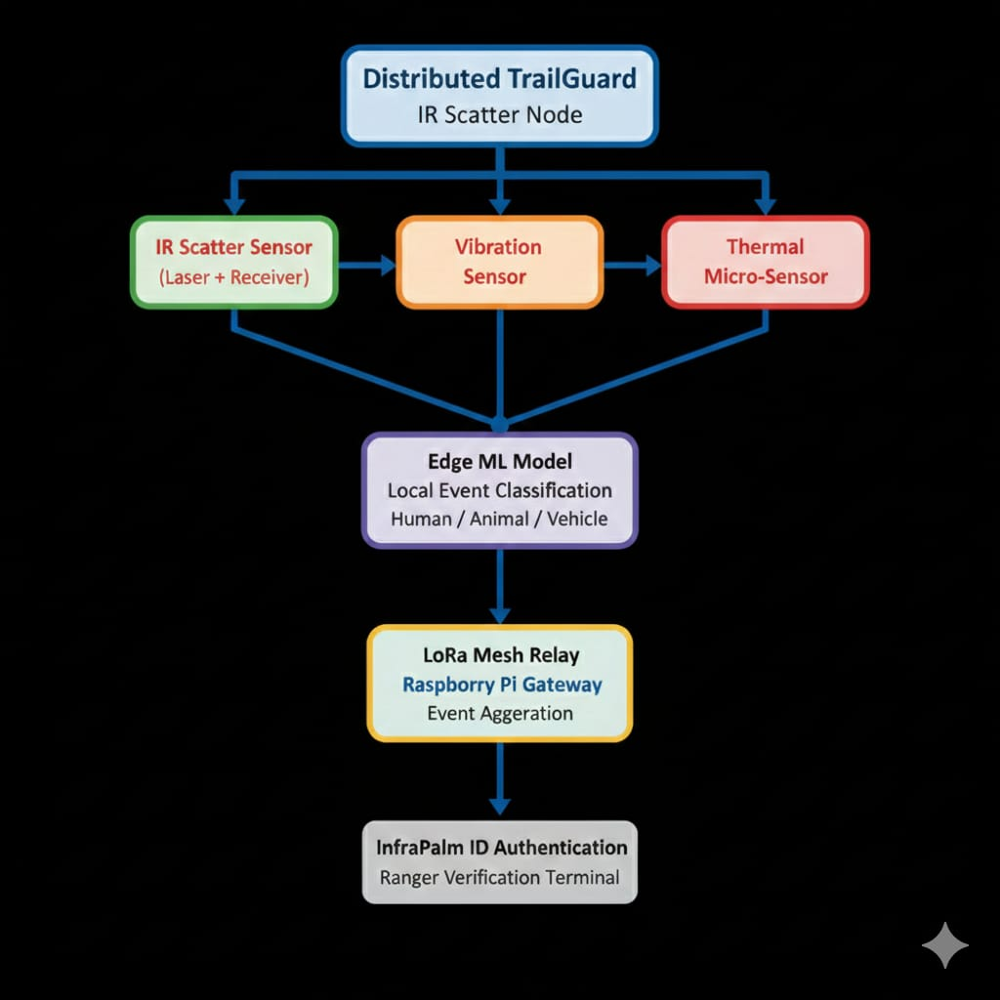 Distributed TrailGuard
IR Scatter Node
IR Scatter Sensor
(Laser + Receiver)
Vibration
Sensor
Thermal
Micro-Sensor
Edge ML Model
Local Event Classification
Human / Animal / Vehicle
LoRa Mesh Relay
Raspborry Pi Gateway
Event Aggeration
InfraPalm ID Authentication
Ranger Verification Terminal